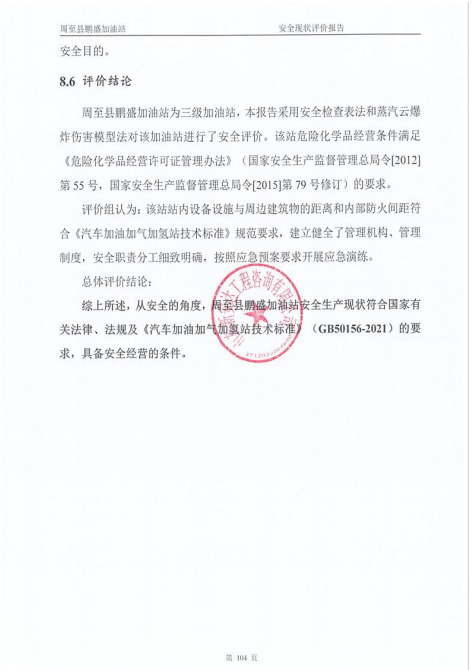 周至县鹏盛加油站 安全现状评价报告
安全目的。
8.6 评价结论
周至县鹏盛加油站为三级加油站，本报告采用安全检查表法和蒸汽云爆
炸伤害模型法对该加油站进行了安全评价。该站危险化学品经营条件满足
《危险化学品经营许可证管理办法》（国家安全生产监督管理总局令[2012]
第 55 号，国家安全生产监督管理总局令[2015]第 79 号修订）的要求。
评价组认为：该站站内设备设施与周边建筑物的距离和内部防火间距符
合《汽车加油加气加氢站技术标准》规范要求，建立健全了管理机构、管理
制度，安全职责分工细致明确，按照应急预案要求开展应急演练。
总体评价结论：
综上所述，从安全的角度，周至县鹏盛加油站安全生产现状符合国家有
关法律、法规及《汽车加油加气加氢站技术标准》（GB50156-2021）的要
求，具备安全经营的条件。
工程咨询有限公司
第 104 页